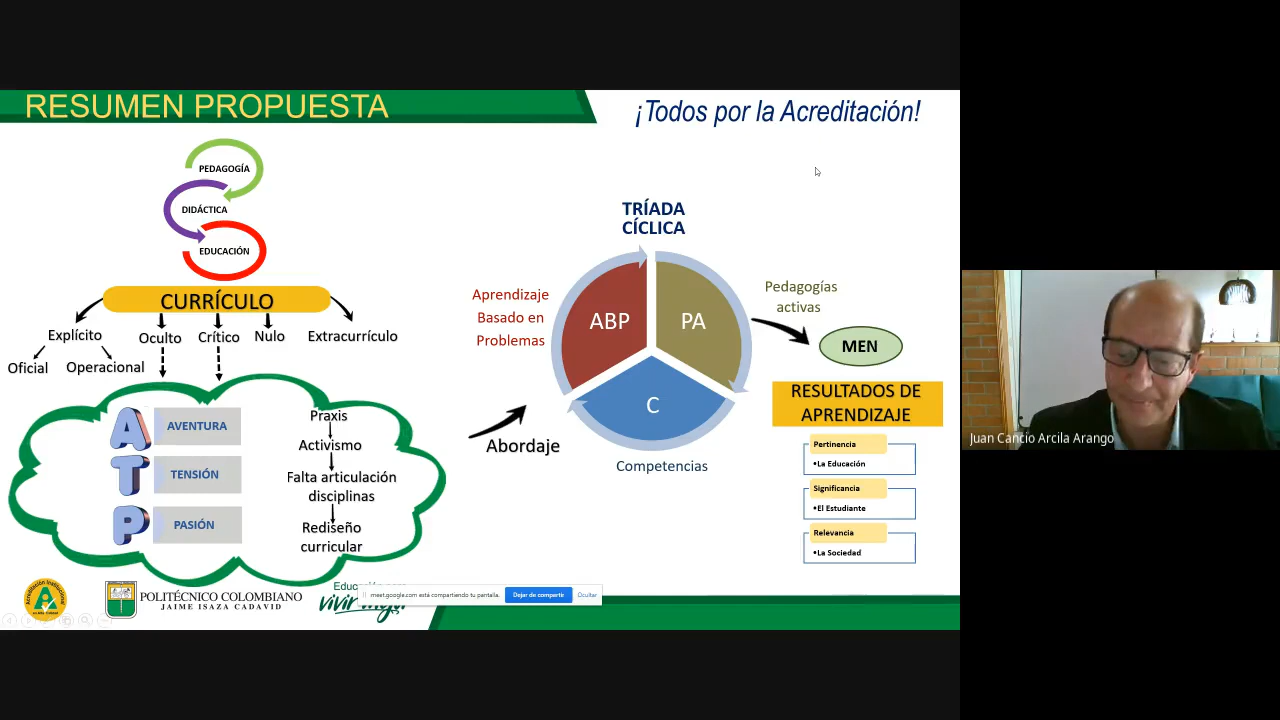 RESUMEN PROPUESTA
¡Todos por la Acreditación!
PEDAGOGÍA
DIDÁCTICA
EDUCACIÓN
CURRÍCULO
Explícito
Oculto
Crítico
Nulo
Extracurrículo
Oficial
Operacional
A
AVENTURA
T
TENSIÓN
P
PASIÓN
Praxis
Activismo
Falta articulación
disciplinas
Rediseño
curricular
Abordaje
TRÍADA
CÍCLICA
Aprendizaje
Basado en
Problemas
ABP
PA
C
Competencias
Pedagogías
activas
MEN
RESULTADOS DE
APRENDIZAJE
Pertinencia
•La Educación
Significancia
•El Estudiante
Relevancia
•La Sociedad
POLITÉCNICO COLOMBIANO
JAIME ISAZA CADAVID
meet.google.com está compartiendo tu pantalla.
Dejar de compartir
Ocultar
Juan Cancio Arcila Arango